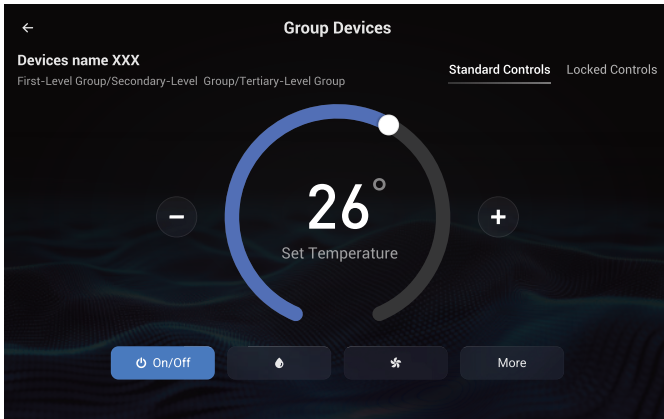 Group Devices
Devices name XXX
First-Level Group/Secondary-Level Group/Tertiary-Level Group
Standard Controls Locked Controls
26°
Set Temperature
On/Off
More